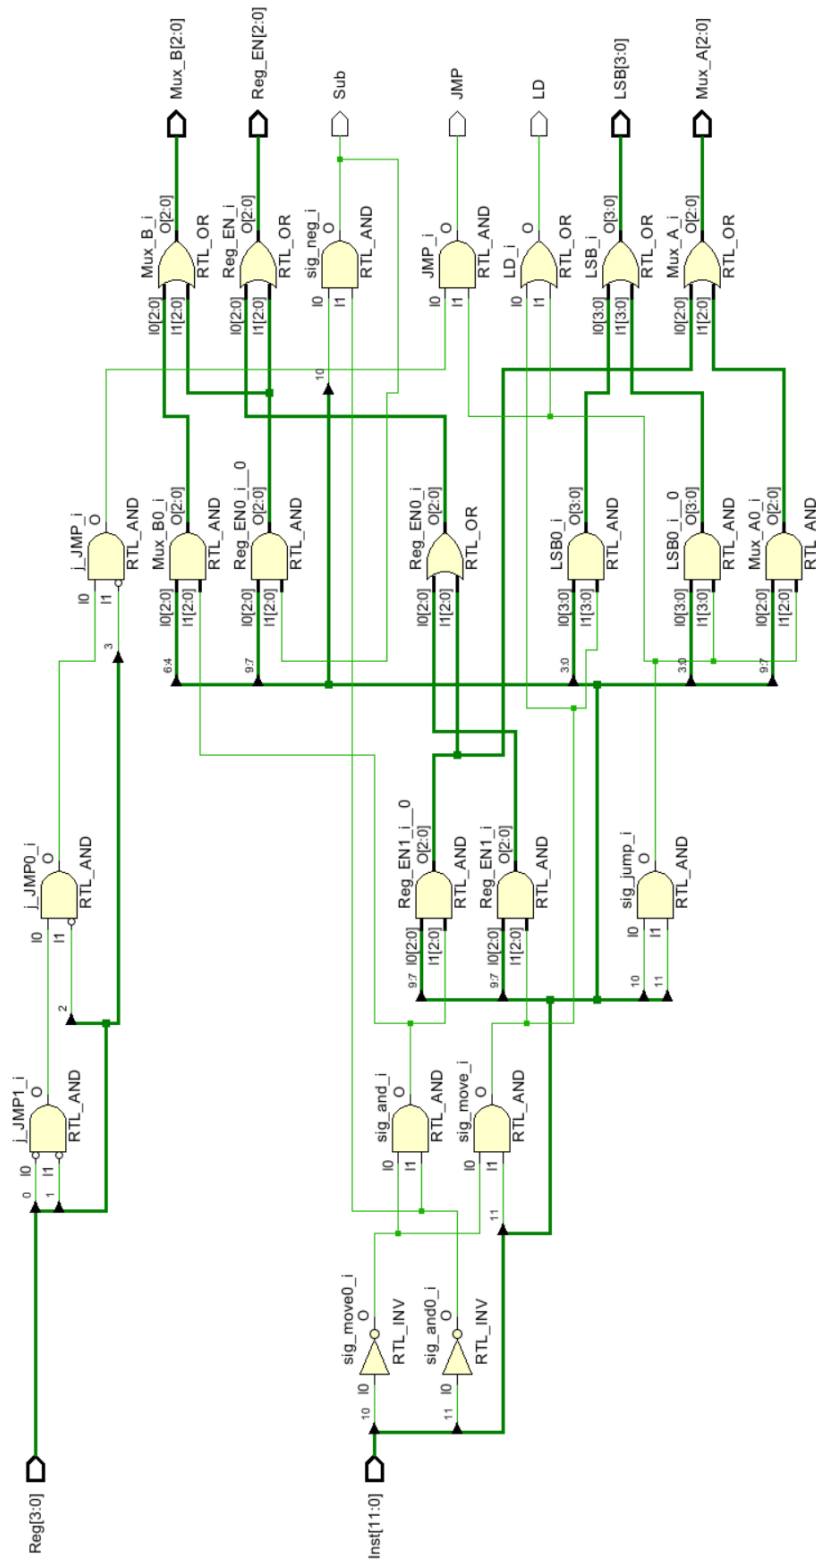 Reg[3:0]
0
I0
j_JMP1_i
O
1
I1
RTL_AND
2
I0
j_JMP0_i
O
I1
RTL_AND
3
I0
j_JMP_i
O
I1
RTL_AND
6:4
I0[2:0]
Mux_B0_i
O[2:0]
I1[2:0]
RTL_AND
I0[2:0]
Mux_B_i
O[2:0]
I1[2:0]
RTL_OR
Mux_B[2:0]
9:7
I0[2:0]
Reg_EN0_i__0
O[2:0]
I1[2:0]
RTL_AND
I0[2:0]
Reg_EN_i
O[2:0]
I1[2:0]
RTL_OR
Reg_EN[2:0]
10
I0
sig_neg_i
O
I1
RTL_AND
Sub
Inst[11:0]
10
I0
sig_move0_i
O
RTL_INV
11
I0
sig_and0_i
O
RTL_INV
I0
sig_and_i
O
I1
RTL_AND
I0
sig_move_i
O
11
I1
RTL_AND
9:7
I0[2:0]
Reg_EN1_i__0
O[2:0]
I1[2:0]
RTL_AND
9:7
I0[2:0]
Reg_EN1_i
O[2:0]
I1[2:0]
RTL_AND
I0[2:0]
Reg_EN0_i
O[2:0]
I1[2:0]
RTL_OR
I0
JMP_i
O
I1
RTL_AND
JMP
I0
LD_i
O
I1
RTL_OR
LD
3:0
I0[3:0]
LSB0_i
O[3:0]
I1[3:0]
RTL_AND
I0[3:0]
LSB_i
O[3:0]
I1[3:0]
RTL_OR
LSB[3:0]
10
I0
sig_jump_i
O
11
I1
RTL_AND
3:0
I0[3:0]
LSB0_i__0
O[3:0]
I1[3:0]
RTL_AND
9:7
I0[2:0]
Mux_A0_i
O[2:0]
I1[2:0]
RTL_AND
I0[2:0]
Mux_A_i
O[2:0]
I1[2:0]
RTL_OR
Mux_A[2:0]